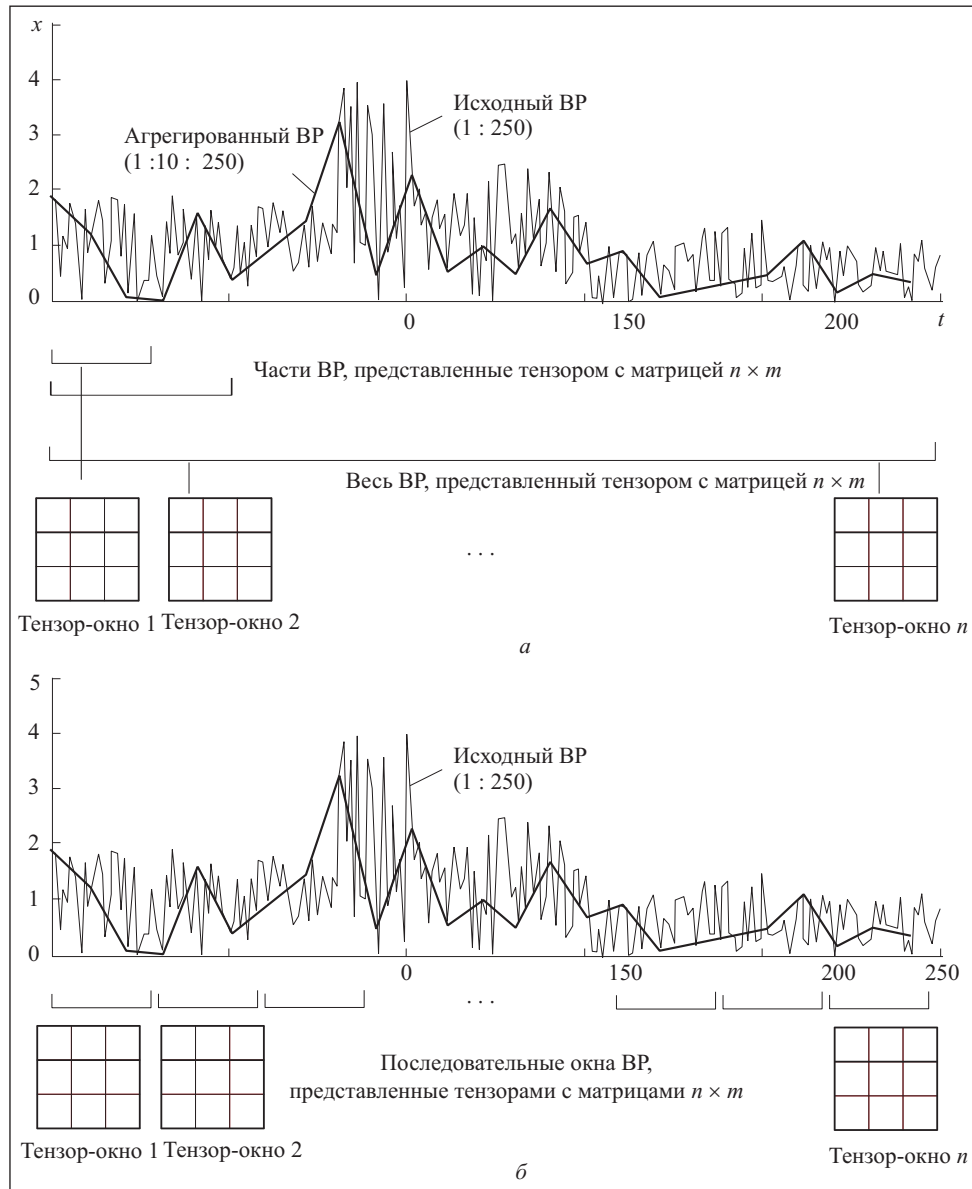 x
4
3
2
1
0
Агрегированный ВР
(1 :10 : 250)
Исходный ВР
(1 : 250)
0
150
200
t
Части ВР, представленные тензором с матрицей n × m
Весь ВР, представленный тензором с матрицей n × m
. . .
Тензор-окно 1
Тензор-окно 2
Тензор-окно n
а
5
4
3
2
1
0
Исходный ВР
(1 : 250)
0
150
200
250
. . .
Последовательные окна ВР,
представленные тензорами с матрицами n × m
Тензор-окно 1
Тензор-окно 2
Тензор-окно n
б